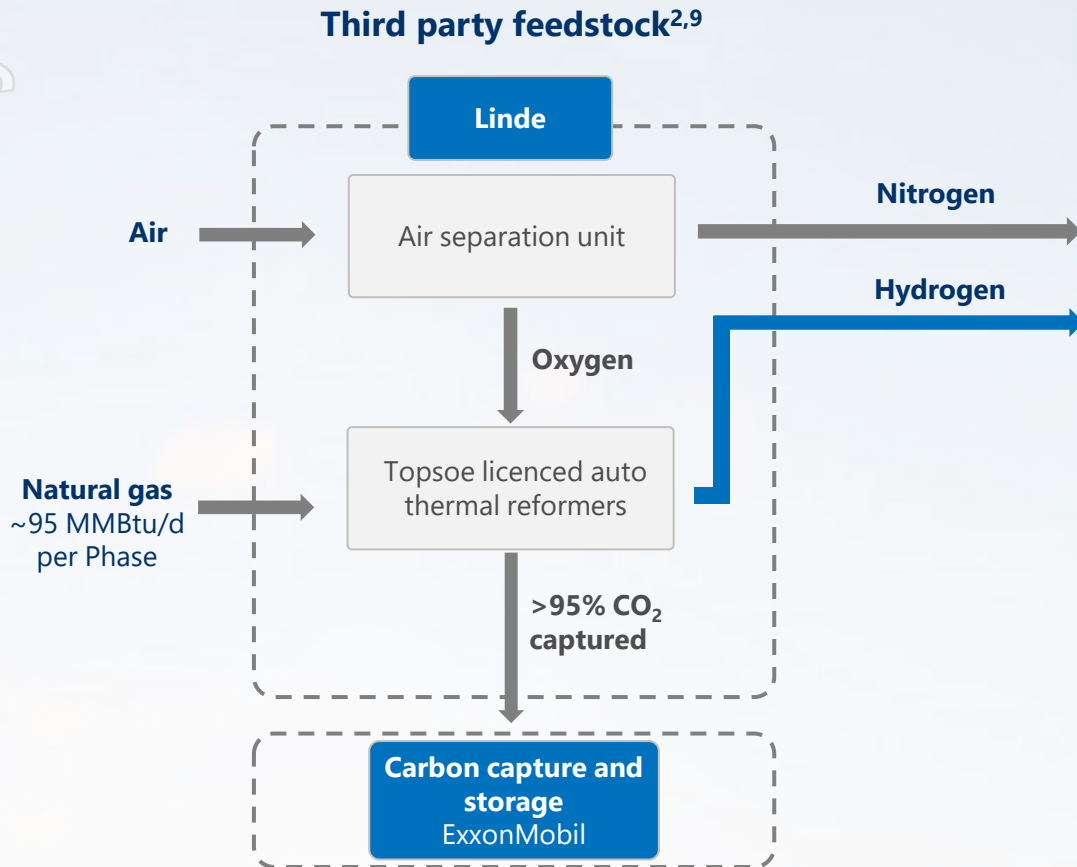 Third party feedstock2,9
Linde
Air
Air separation unit
Nitrogen
Hydrogen
Oxygen
Natural gas
~95 MMBtu/d
per Phase
Topsoe licenced auto
thermal reformers
>95% CO2
captured
Carbon capture and
storage
ExxonMobil